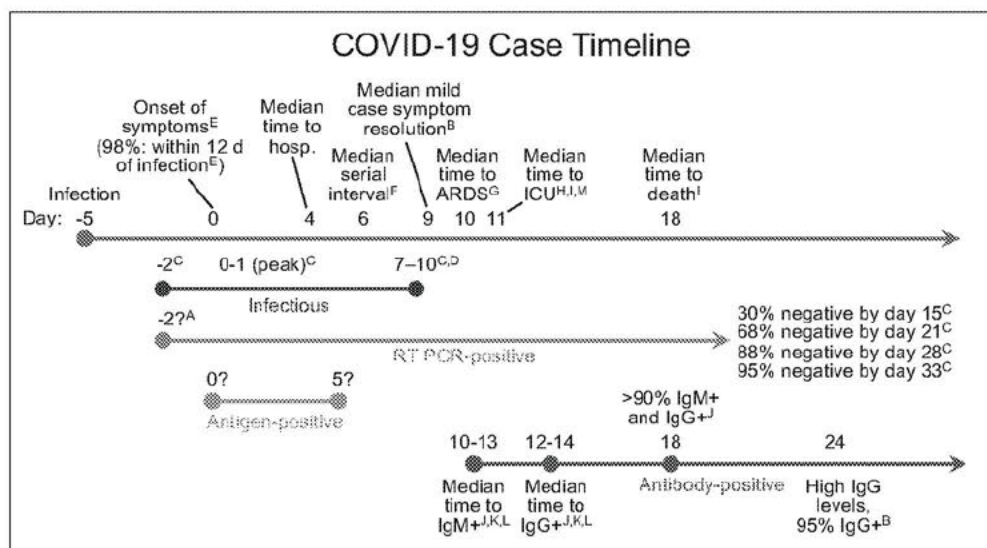 COVID-19 Case Timeline
Onset of
symptomsᴱ
(98%: within 12 d
of infectionᴱ)
Median
time to
hosp.
Median mild
case symptom
resolutionᴮ
Median
serial
intervalꟳ
Median
time to
ARDSᴳ
Median
time to
ICUᴴ,ᴵ,ᴹ
Median
time to
deathᴵ
Infection
Day: -5 0 4 6 9 10 11 18
-2ꟲ 0-1 (peak)ꟲ 7–10ꟲ,ᴰ
Infectious
-2?ᴬ
RT PCR-positive
30% negative by day 15ꟲ
68% negative by day 21ꟲ
88% negative by day 28ꟲ
95% negative by day 33ꟲ
0? 5?
Antigen-positive
>90% IgM+
and IgG+ᴶ
10-13 12-14 18 24
Median
time to
IgM+ᴶ,ᴷ,ᴸ
Median
time to
IgG+ᴶ,ᴷ,ᴸ
Antibody-positive
High IgG
levels,
95% IgG+ᴮ